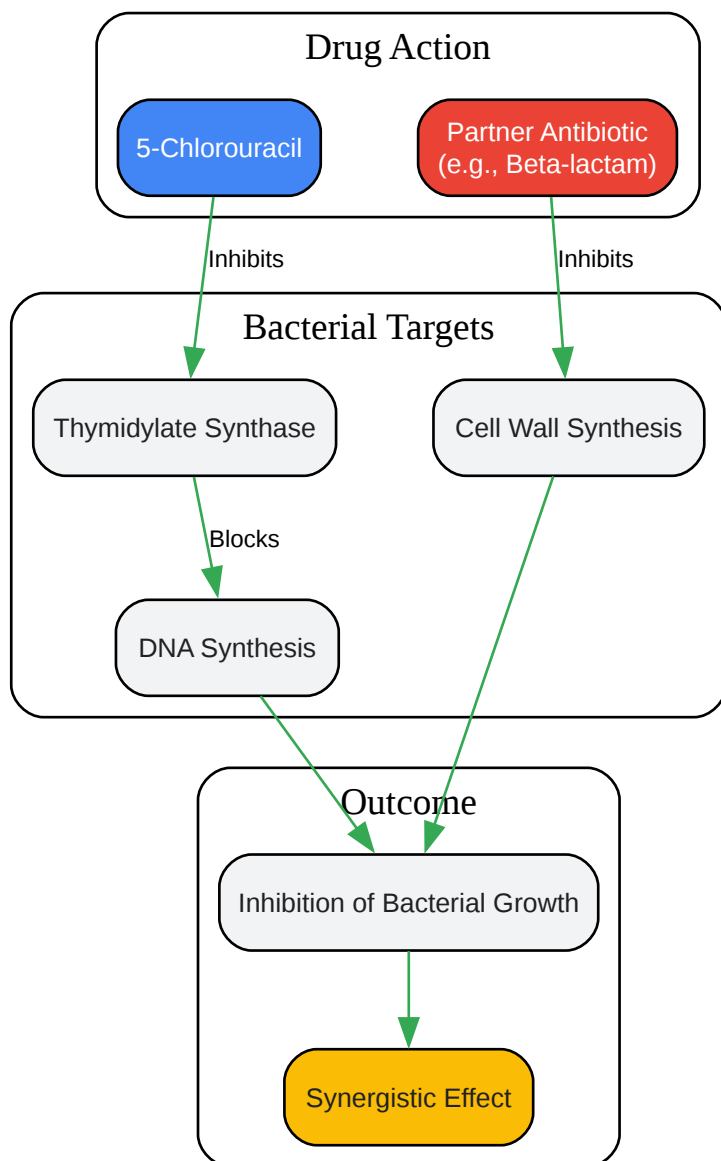 Drug Action
5-Chlorouracil
Partner Antibiotic
(e.g., Beta-lactam)
Inhibits
Inhibits
Bacterial Targets
Thymidylate Synthase
Cell Wall Synthesis
Blocks
DNA Synthesis
Outcome
Inhibition of Bacterial Growth
Synergistic Effect